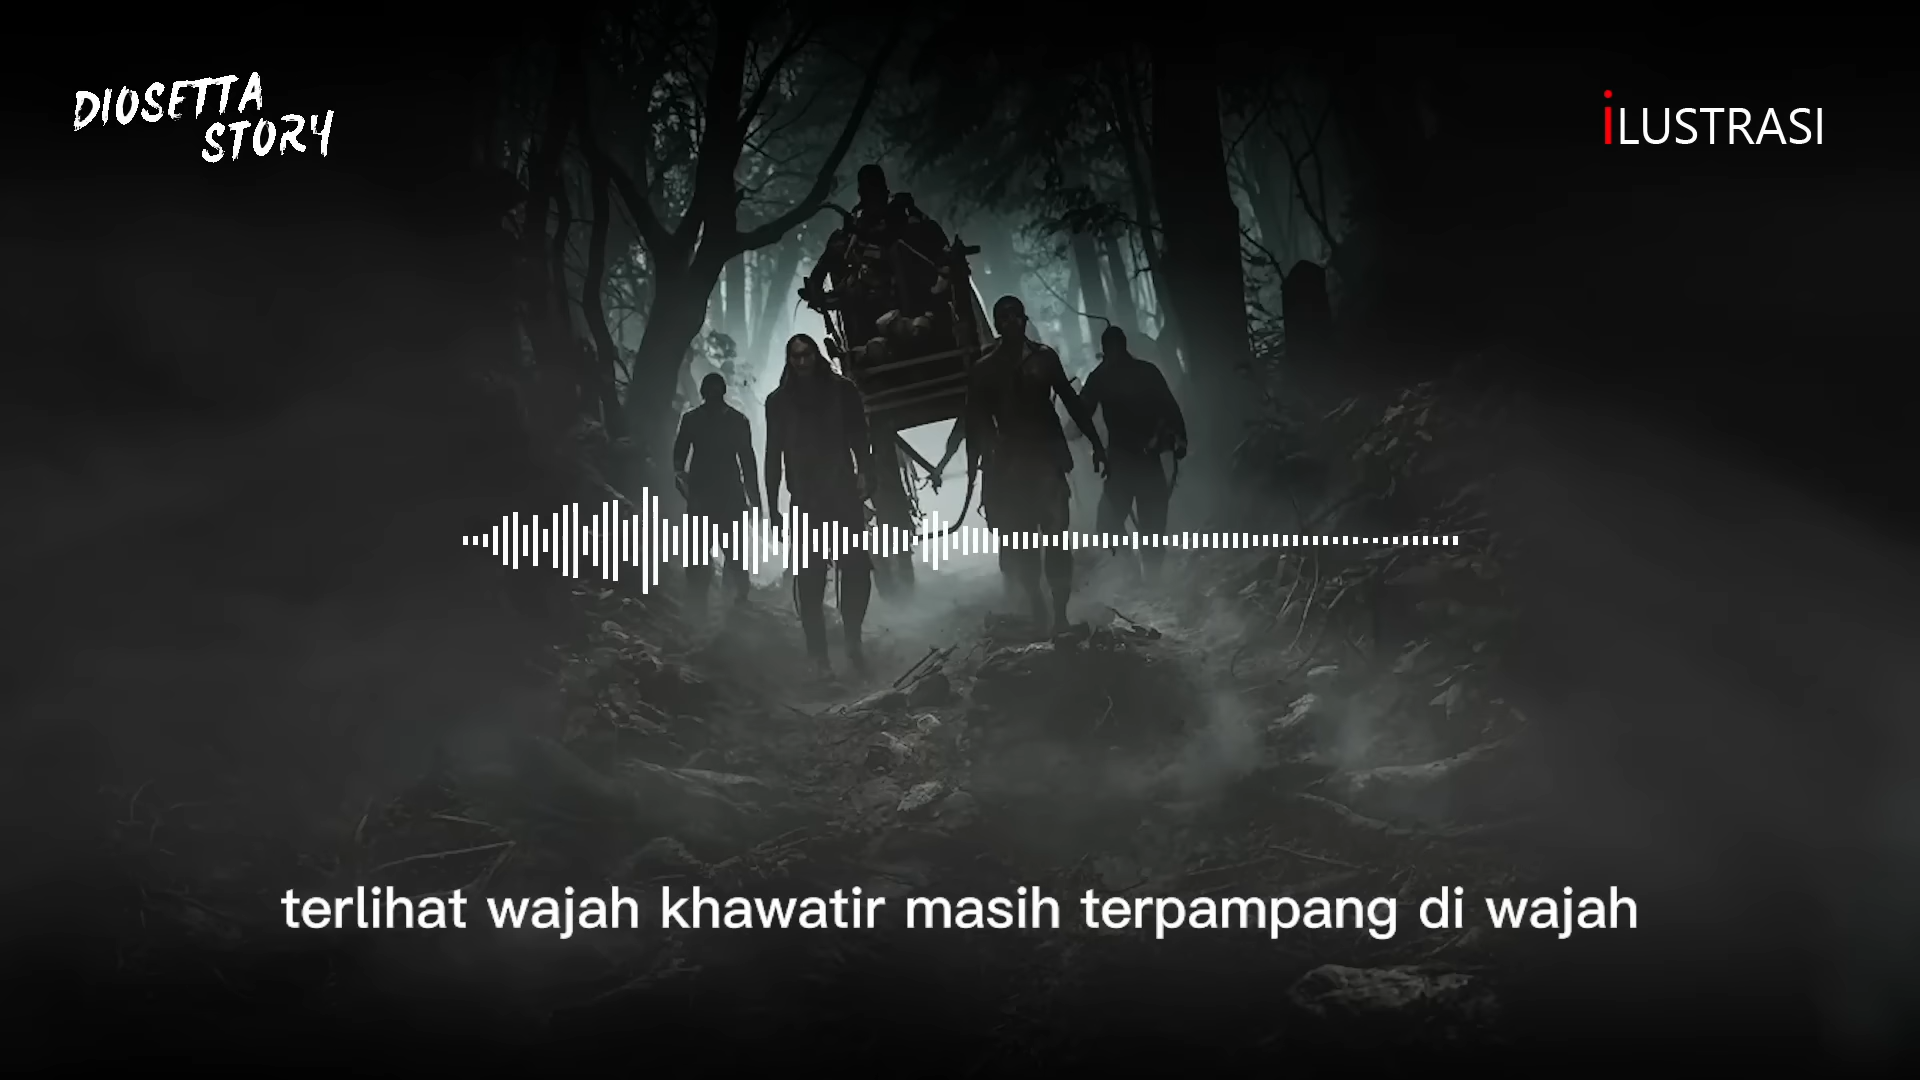 DIOSETTA
STORY
iLUSTRASI
terlihat wajah khawatir masih terpampang di wajah